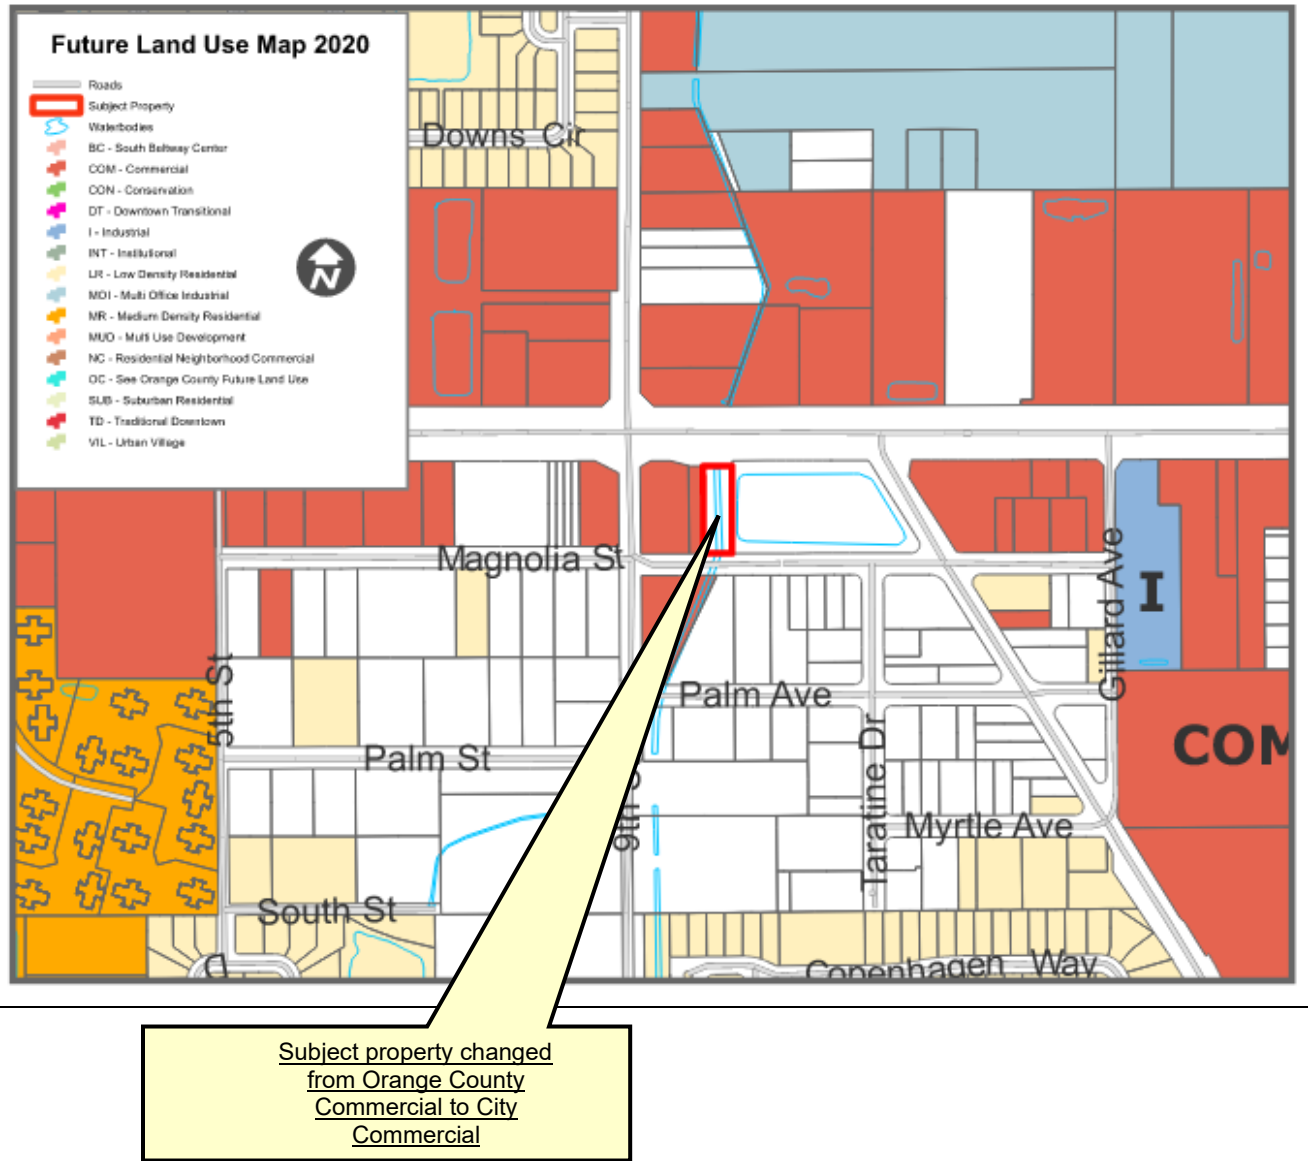 Future Land Use Map 2020
Roads
Subject Property
Waterbodies
BC - South Beltway Center
COM - Commercial
CON - Conservation
DT - Downtown Transitional
I - Industrial
INT - Institutional
LR - Low Density Residential
MOI - Multi Office Industrial
MR - Medium Density Residential
MUD - Multi Use Development
NC - Residential Neighborhood Commercial
OC - See Orange County Future Land Use
SUB - Suburban Residential
TD - Traditional Downtown
VIL - Urban Village
N
Downs Cir
Magnolia St
Gillard Ave
I
5th St
Palm Ave
Palm St
COM
9th S
Taratine Dr
Myrtle Ave
South St
D
Copenhagen Way
Subject property changed
from Orange County
Commercial to City
Commercial